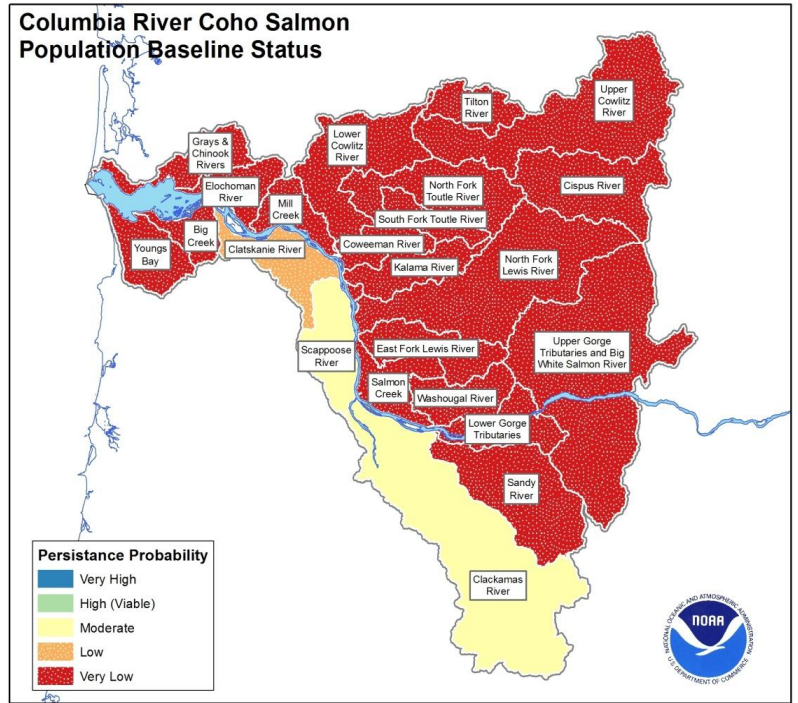 Columbia River Coho Salmon
Population Baseline Status
Tilton
River
Upper
Cowlitz
River
Lower
Cowlitz
River
Grays &
Chinook
Rivers
Elochoman
River
North Fork
Toutle River
Cispus River
Mill
Creek
South Fork Toutle River
Big
Creek
Clatskanie River
Coweeman River
Youngs
Bay
Kalama River
North Fork
Lewis River
Scappoose
River
East Fork Lewis River
Upper Gorge
Tributaries and Big
White Salmon River
Salmon
Creek
Washougal River
Lower Gorge
Tributaries
Sandy
River
Clackamas
River
Persistance Probability
Very High
High (Viable)
Moderate
Low
Very Low
NATIONAL OCEANIC AND ATMOSPHERIC ADMINISTRATION
NOAA
U.S. DEPARTMENT OF COMMERCE